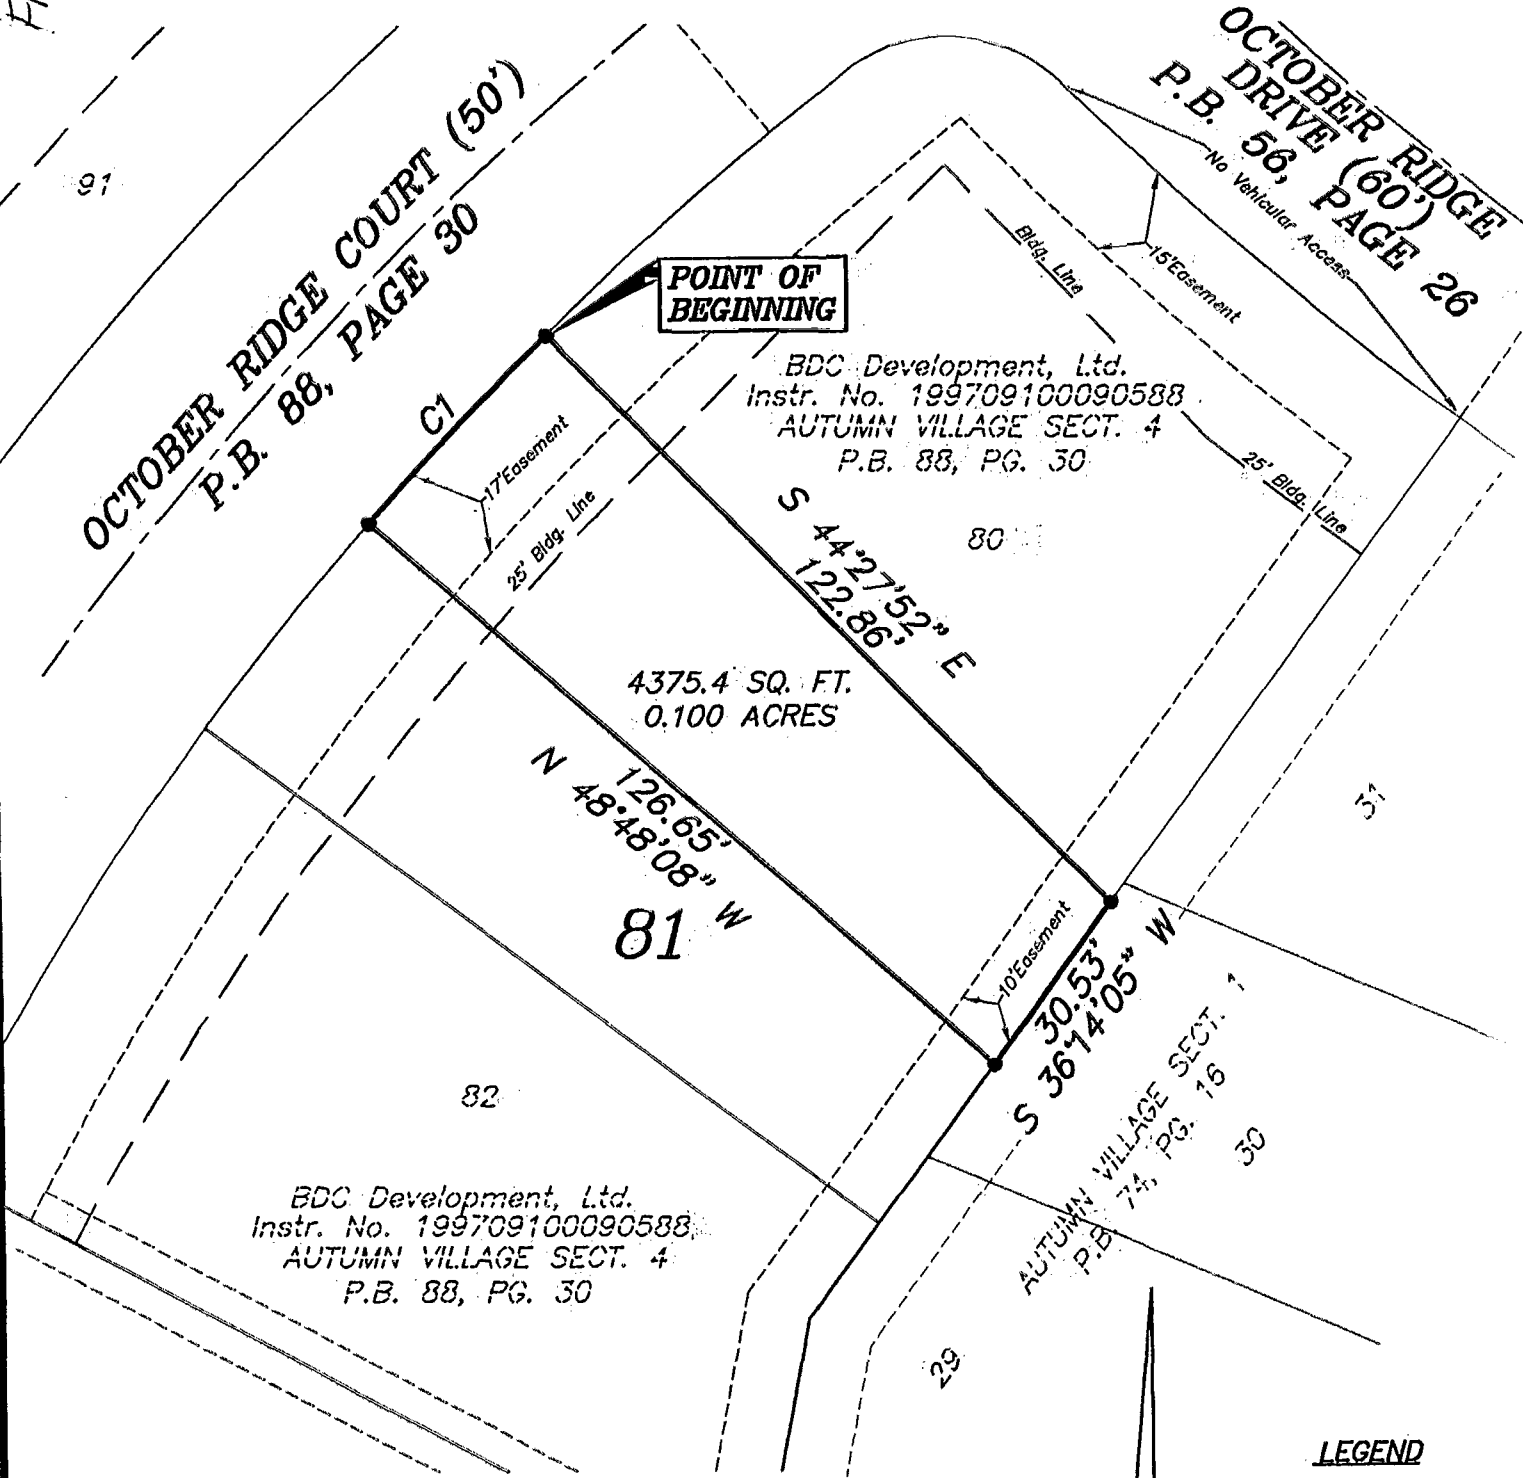 OCTOBER RIDGE
DRIVE (60')
P.B. 56, PAGE 26
No Vehicular Access
15'Easement
Bldg. Line
25' Bldg. Line
91
OCTOBER RIDGE COURT (50')
P.B. 88, PAGE 30
POINT OF
BEGINNING
BDC Development, Ltd.
Instr. No. 199709100090588
AUTUMN VILLAGE SECT. 4
P.B. 88, PG. 30
80
C1
17'Easement
25' Bldg. Line
S 44°27'52" E
122.86'
4375.4 SQ. FT.
0.100 ACRES
126.65'
N 48°48'08" W
81
10'Easement
30.53'
S 36°14'05" W
31
AUTUMN VILLAGE SECT. 1
P.B. 74, PG. 16
30
29
82
BDC Development, Ltd.
Instr. No. 199709100090588
AUTUMN VILLAGE SECT. 4
P.B. 88, PG. 30
LEGEND